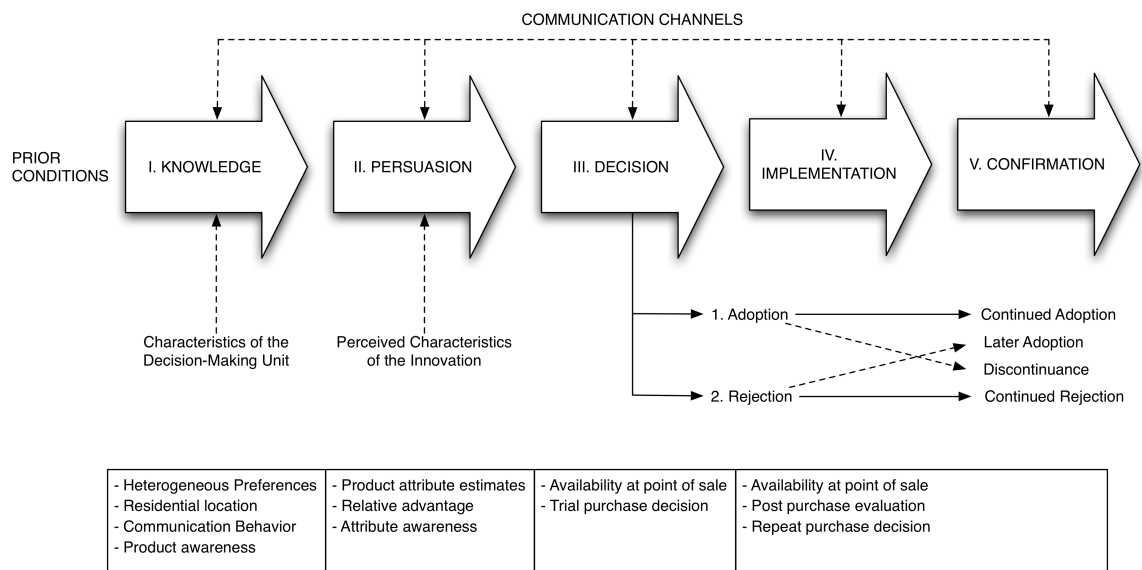 COMMUNICATION CHANNELS
PRIOR
CONDITIONS
I. KNOWLEDGE
II. PERSUASION
III. DECISION
IV.
IMPLEMENTATION
V. CONFIRMATION
Characteristics of the
Decision-Making Unit
Perceived Characteristics
of the Innovation
1. Adoption
2. Rejection
Continued Adoption
Later Adoption
Discontinuance
Continued Rejection
- Heterogeneous Preferences
- Residential location
- Communication Behavior
- Product awareness
- Product attribute estimates
- Relative advantage
- Attribute awareness
- Availability at point of sale
- Trial purchase decision
- Availability at point of sale
- Post purchase evaluation
- Repeat purchase decision